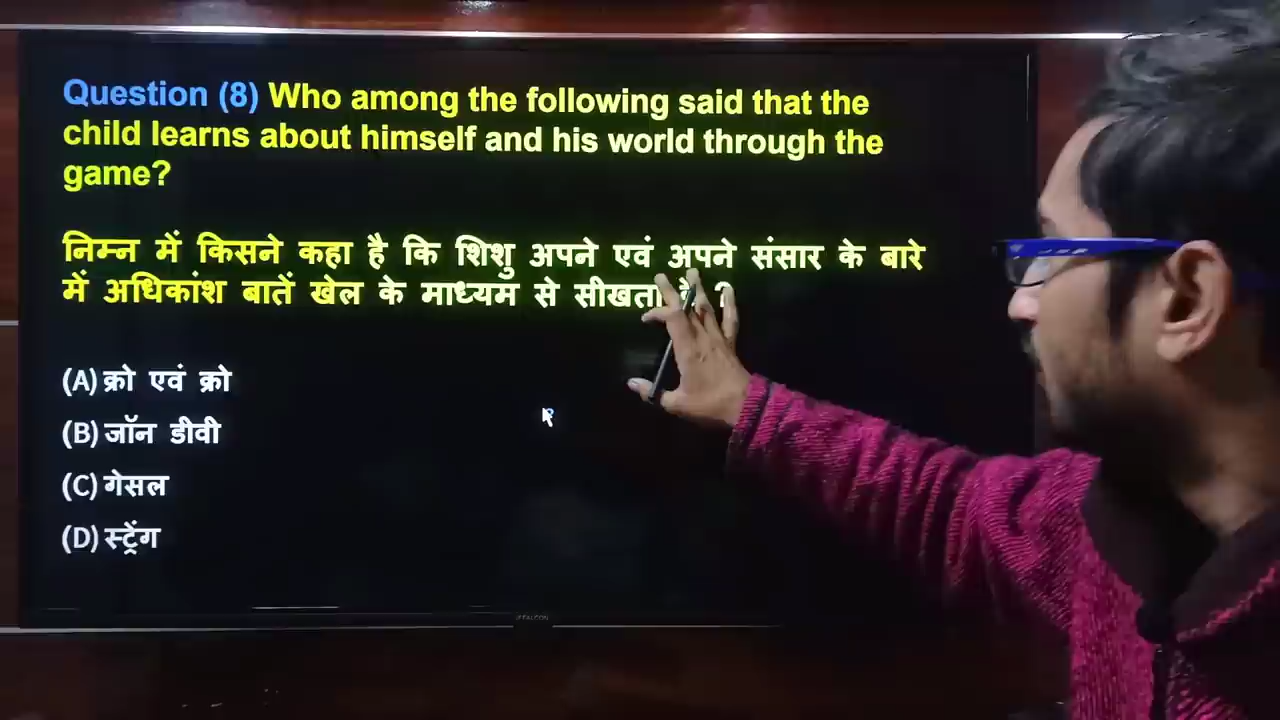 Question (8) Who among the following said that the
child learns about himself and his world through the
game?
निम्न में किसने कहा है कि शिशु अपने एवं अपने संसार के बारे
में अधिकांश बातें खेल के माध्यम से सीखता ?
(A) क्रो एवं क्रो
(B) जॉन डीवी
(C) गेसल
(D) स्ट्रेंग
FALCON